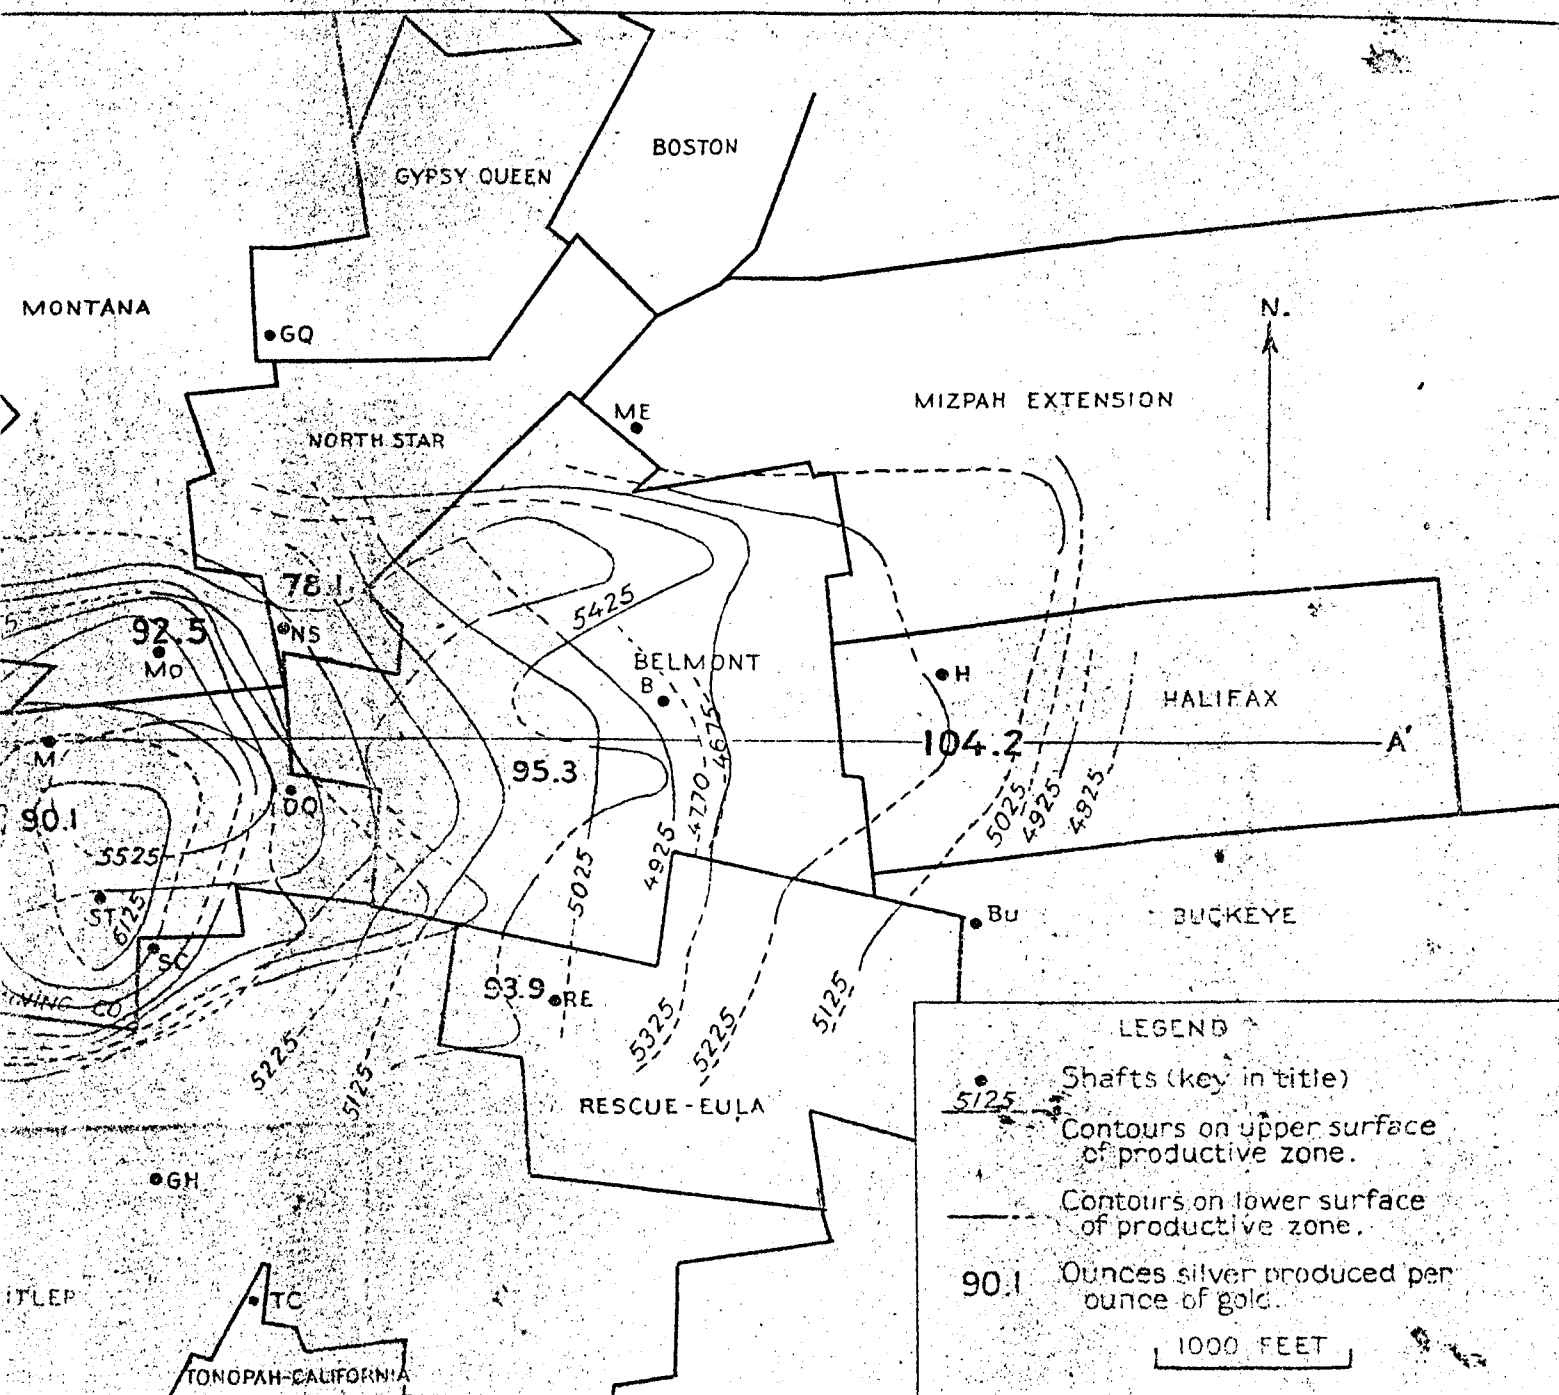 BOSTON
GYPSY QUEEN
MONTANA
N.
GQ
MIZPAH EXTENSION
ME
NORTH STAR
78.1
5425
92.5
NS
Mo
BELMONT
B
H
HALIFAX
4675
104.2
A'
M
95.3
4770
90.1
5025
4925
4825
5525
4925
5025
ST
6125
Bu
BUCKEYE
SC
93.9
RE
5125
5325
5225
5225
5125
RESCUE-EULA
GH
TC
TONOPAH-CALIFORNIA
LEGEND
Shafts (key in title)
5125
Contours on upper surface
of productive zone.
Contours on lower surface
of productive zone.
90.1
Ounces silver produced per
ounce of gold.
1000 FEET